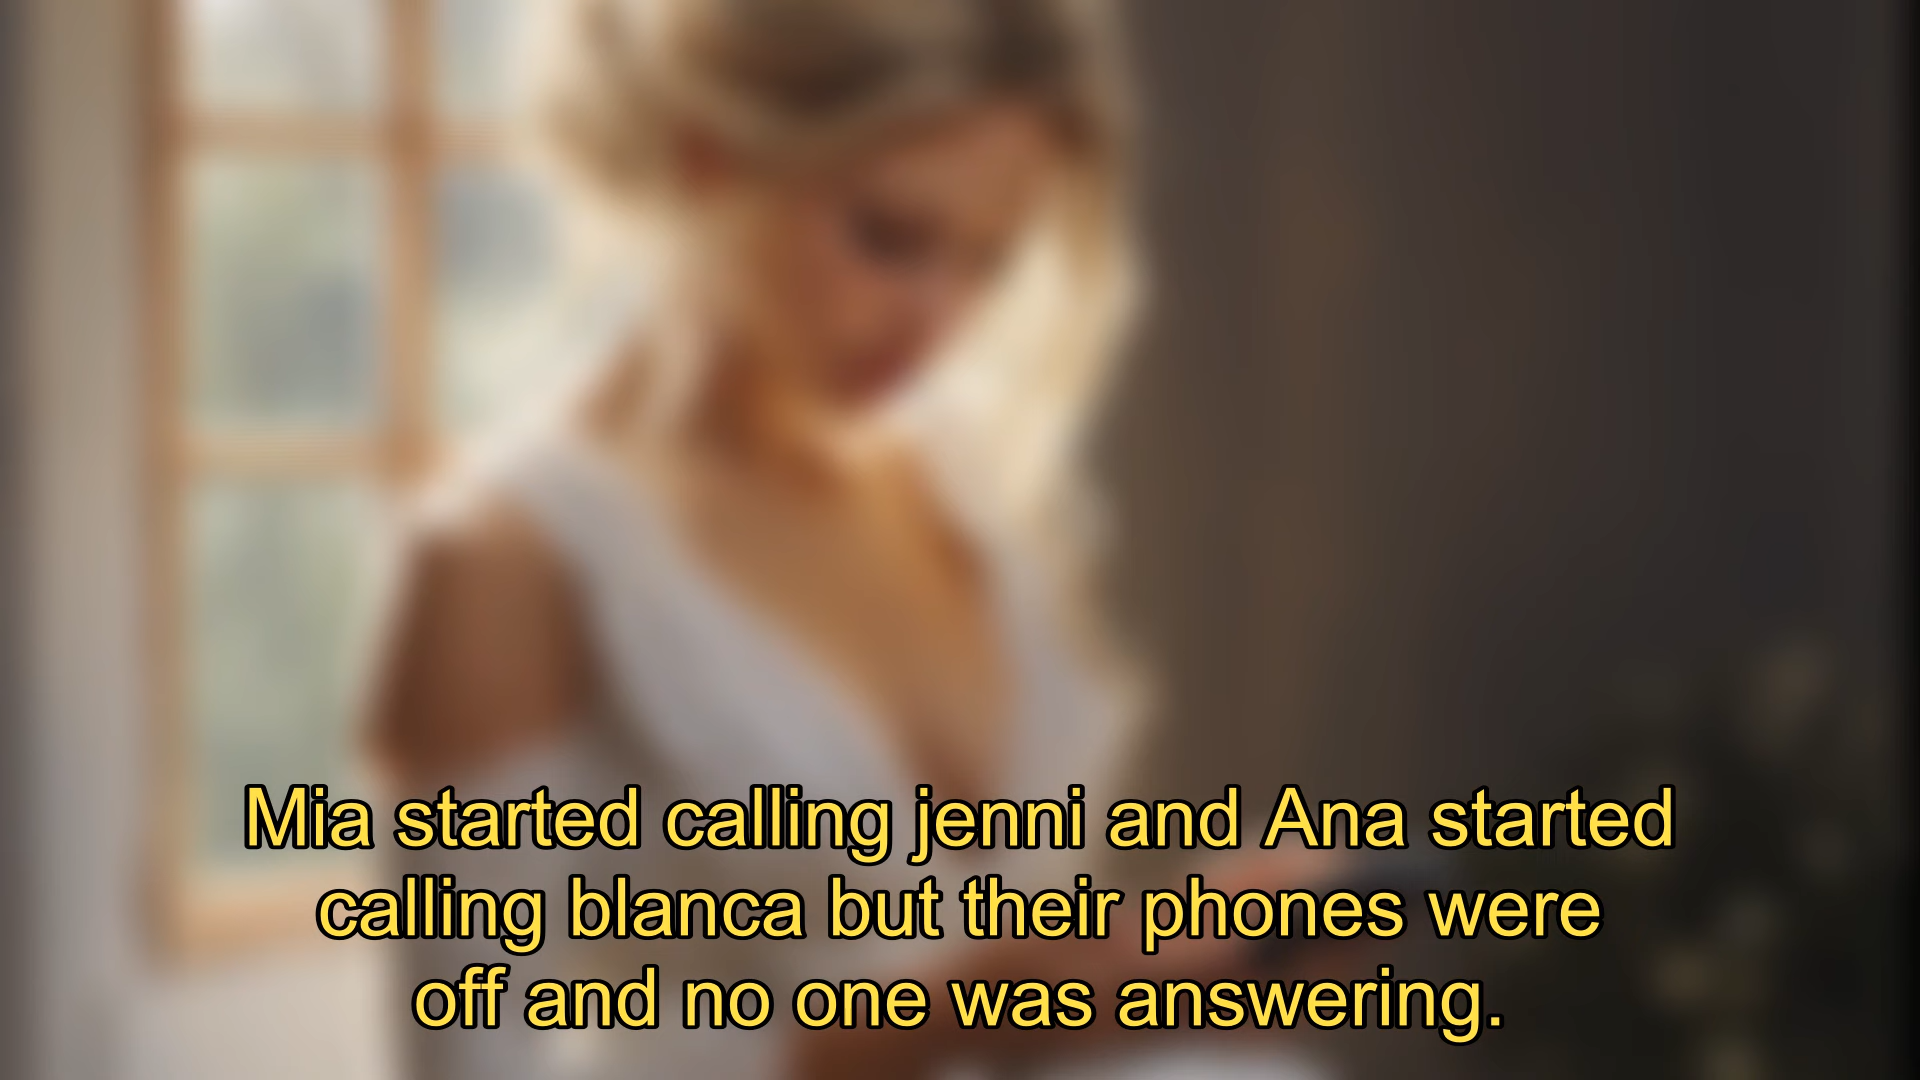 Mia started calling jenni and Ana started
calling blanca but their phones were
off and no one was answering.